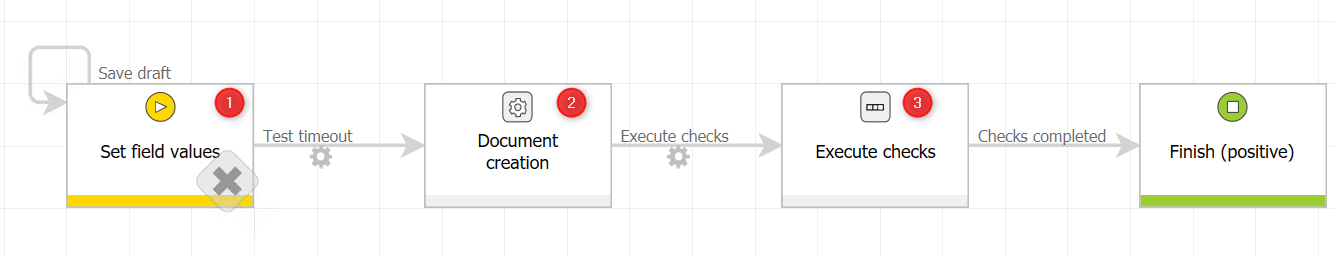 Save draft
1
Set field values
Test timeout
2
Document
creation
Execute checks
3
Execute checks
Checks completed
Finish (positive)